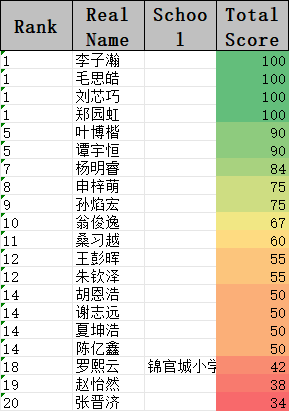 Rank Real Name School Total Score
1 李子瀚 100
1 毛思皓 100
1 刘芯巧 100
1 郑园虹 100
5 叶博楷 90
5 谭宇恒 90
7 杨明睿 84
8 申梓萌 75
9 孙焰宏 75
10 翁俊逸 67
11 桑习越 60
12 王彭晖 55
12 朱钦泽 55
14 胡恩浩 50
14 谢志远 50
14 夏坤浩 50
14 陈亿鑫 50
18 罗熙云 锦官城小学 42
19 赵怡然 38
20 张晋济 34